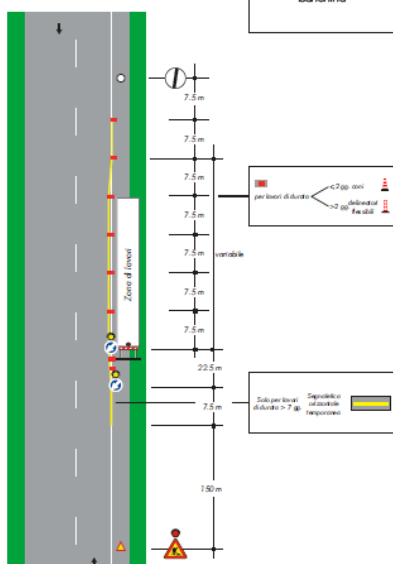 banchina
7.5 m
7.5 m
7.5 m
7.5 m
7.5 m
7.5 m
7.5 m
variabile
Zona di lavori
22.5 m
7.5 m
150 m
per lavori di durata
<2 gg. coni
>2 gg. delineatori
flessibili
Solo per lavori
di durata > 7 gg.
Segnaletica
orizzontale
temporanea